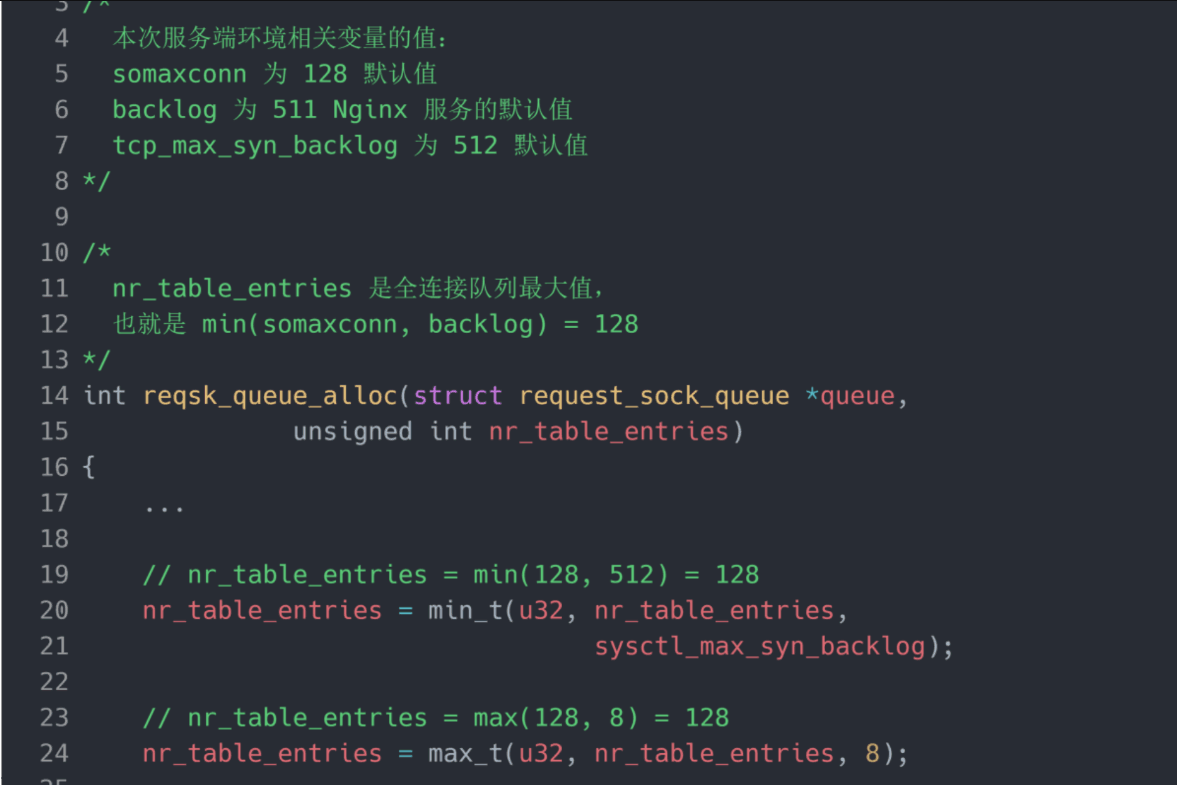 3 /*
4 本次服务端环境相关变量的值：
5 somaxconn 为 128 默认值
6 backlog 为 511 Nginx 服务的默认值
7 tcp_max_syn_backlog 为 512 默认值
8 */
9
10 /*
11 nr_table_entries 是全连接队列最大值，
12 也就是 min(somaxconn, backlog) = 128
13 */
14 int reqsk_queue_alloc(struct request_sock_queue *queue,
15 unsigned int nr_table_entries)
16 {
17 ...
18
19 // nr_table_entries = min(128, 512) = 128
20 nr_table_entries = min_t(u32, nr_table_entries,
21 sysctl_max_syn_backlog);
22
23 // nr_table_entries = max(128, 8) = 128
24 nr_table_entries = max_t(u32, nr_table_entries, 8);
25